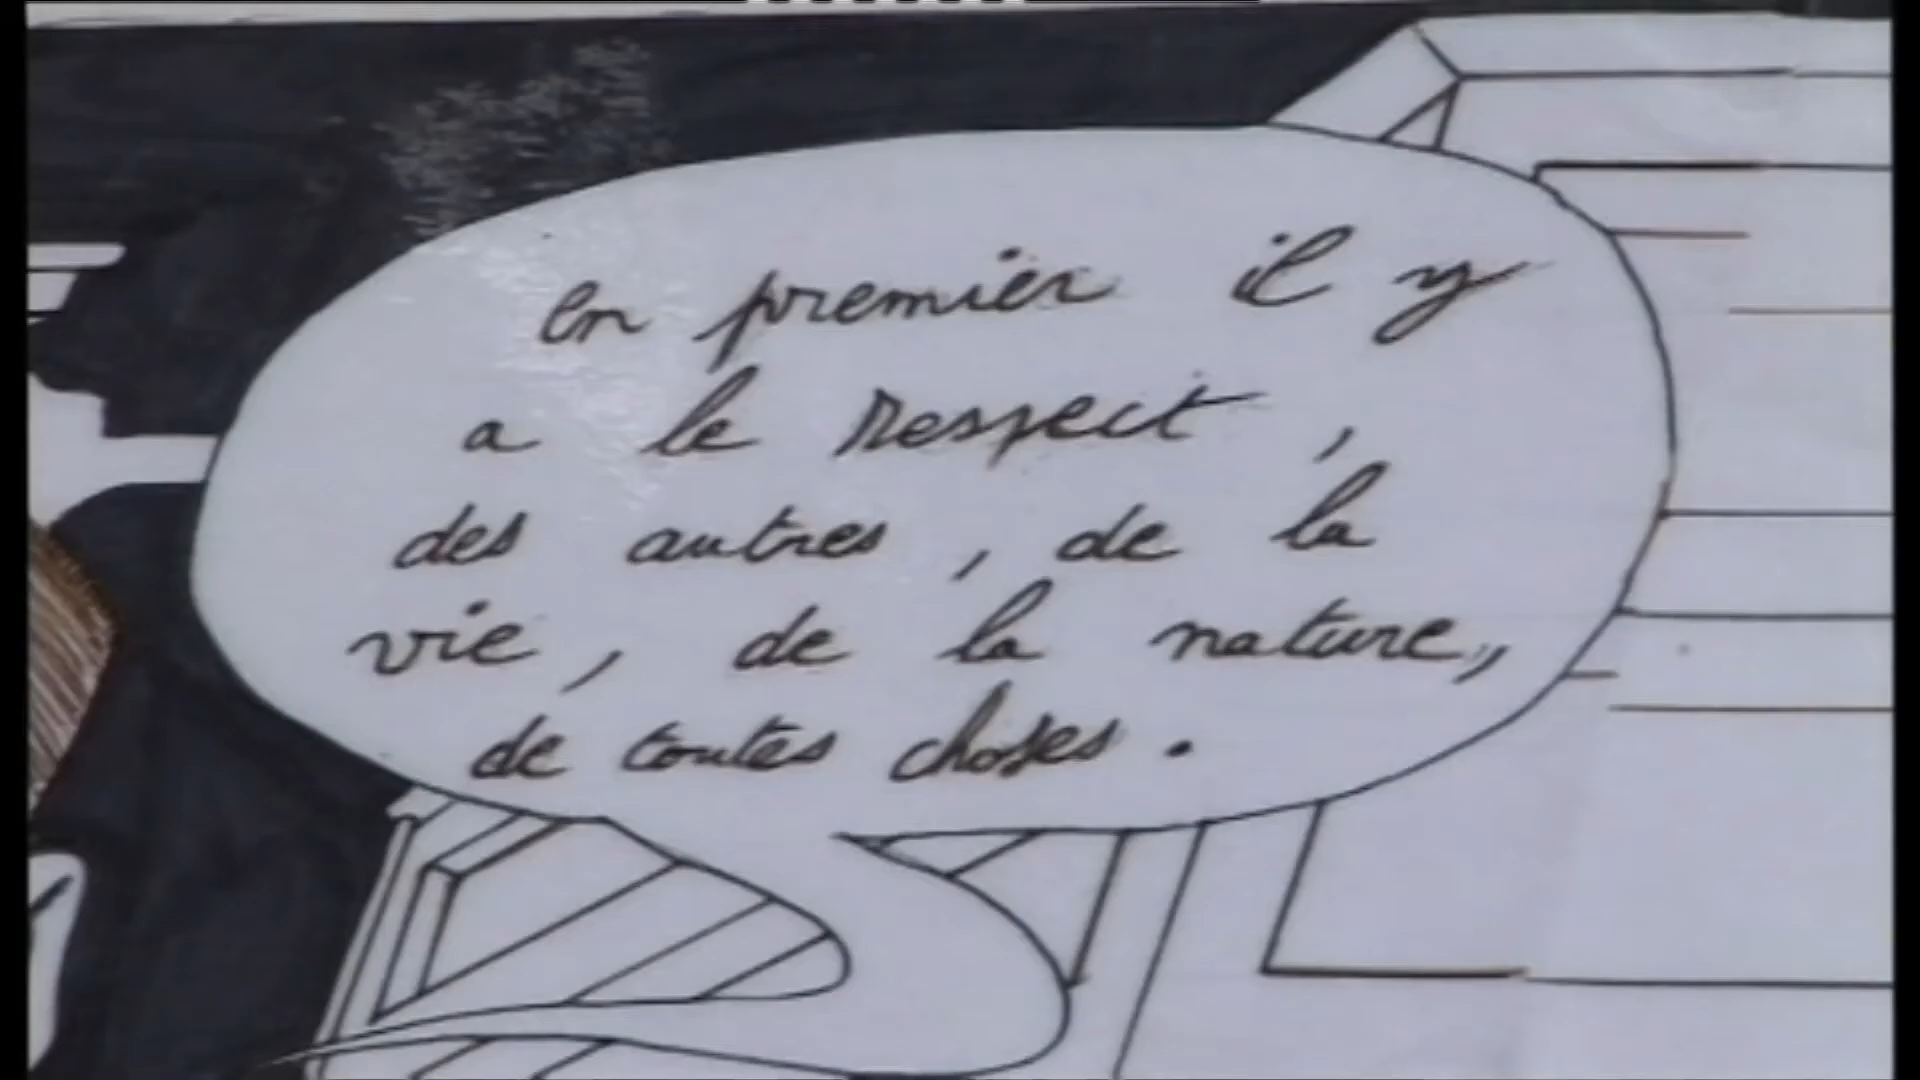 en premier il y
a le respect,
des autres, de la
vie, de la nature,
de toutes choses.